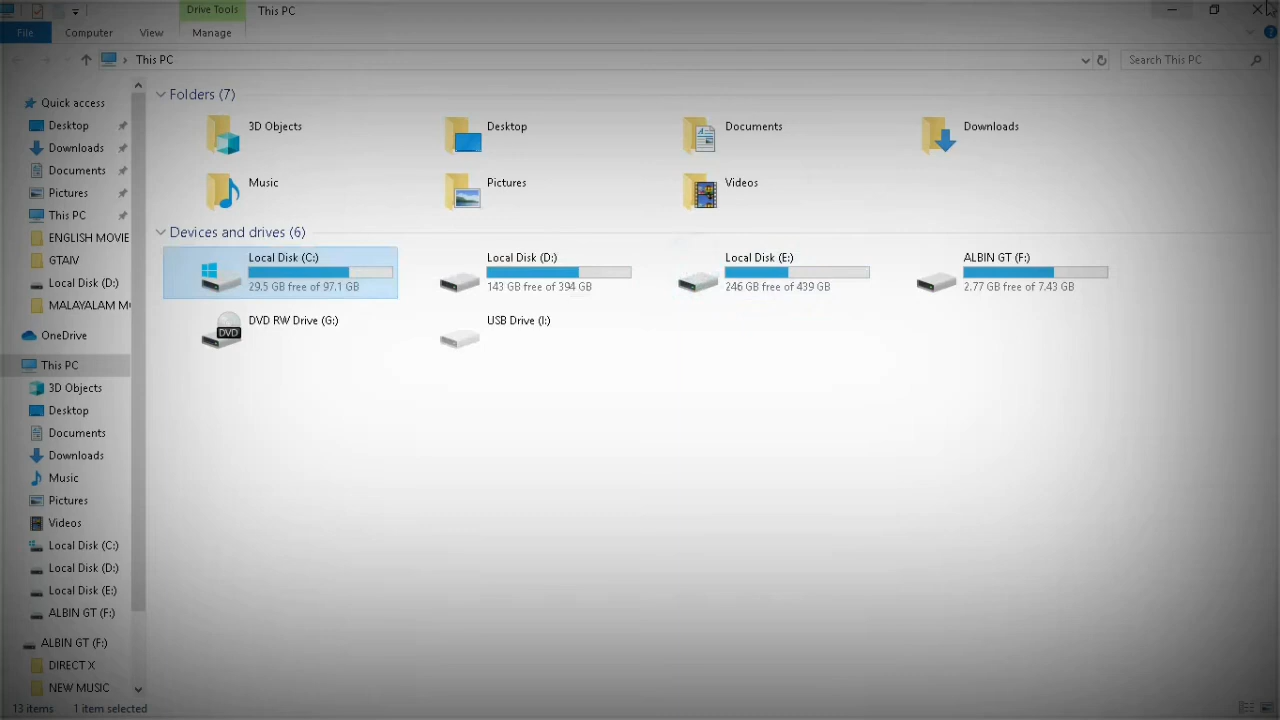 Drive Tools
This PC
File
Computer
View
Manage
This PC
Search This PC
Quick access
Desktop
Downloads
Documents
Pictures
This PC
ENGLISH MOVIE
GTAIV
Local Disk (D:)
MALAYALAM M
OneDrive
This PC
3D Objects
Desktop
Documents
Downloads
Music
Pictures
Videos
Local Disk (C:)
Local Disk (D:)
Local Disk (E:)
ALBIN GT (F:)
ALBIN GT (F:)
DIRECT X
NEW MUSIC
Folders (7)
3D Objects
Desktop
Documents
Downloads
Music
Pictures
Videos
Devices and drives (6)
Local Disk (C:)
29.5 GB free of 97.1 GB
Local Disk (D:)
143 GB free of 394 GB
Local Disk (E:)
246 GB free of 439 GB
ALBIN GT (F:)
2.77 GB free of 7.43 GB
DVD RW Drive (G:)
DVD
USB Drive (I:)
13 items
1 item selected